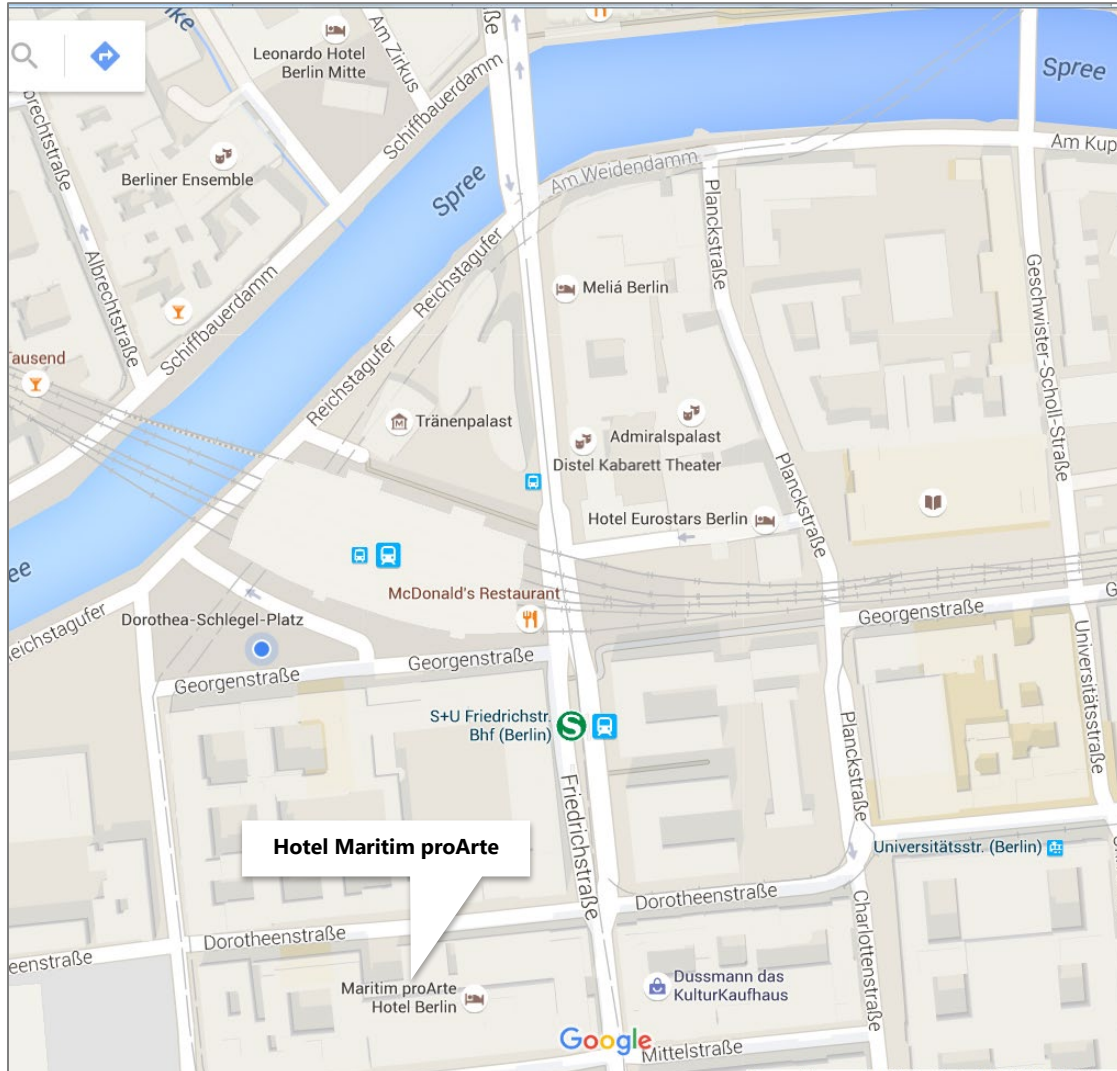 Leonardo Hotel
Berlin Mitte
Am Zirkus
Schiffbauerdamm
Spree
Am Kup
Berliner Ensemble
Spree
Am Weidendamm
Planckstraße
Albrechtstraße
Schiffbauerdamm
Reichstagufer
Reichstagufer
Meliá Berlin
Geschwister-Scholl-Straße
Tausend
Tränenpalast
Admiralspalast
Distel Kabarett Theater
Planckstraße
Hotel Eurostars Berlin
McDonald's Restaurant
Dorothea-Schlegel-Platz
Georgenstraße
Georgenstraße
Georgenstraße
Universitätsstraße
S+U Friedrichstr.
Bhf (Berlin)
Planckstraße
Friedrichstraße
Hotel Maritim proArte
Universitätsstr. (Berlin)
Dorotheenstraße
Dorotheenstraße
eenstraße
Charlottenstraße
Maritim proArte
Hotel Berlin
Dussmann das
KulturKaufhaus
Google
Mittelstraße